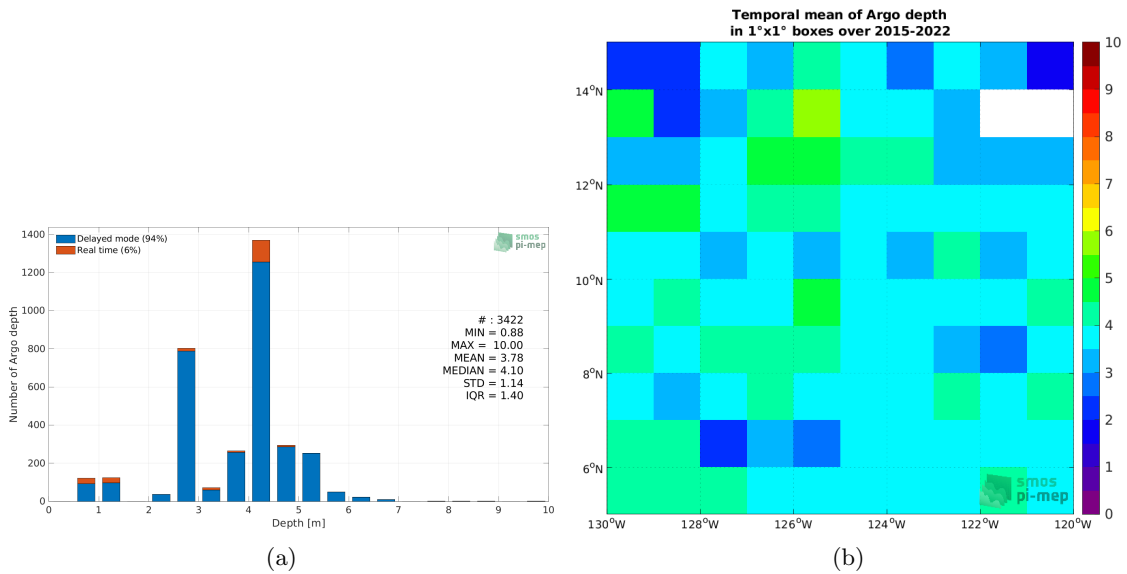 Delayed mode (94%)
Real time (6%)
smos
pi-mep
# : 3422
MIN = 0.88
MAX = 10.00
MEAN = 3.78
MEDIAN = 4.10
STD = 1.14
IQR = 1.40
Number of Argo depth
1400
1200
1000
800
600
400
200
0
0 1 2 3 4 5 6 7 8 9 10
Depth [m]
(a)
Temporal mean of Argo depth
in 1°x1° boxes over 2015-2022
14°N
12°N
10°N
8°N
6°N
130°W 128°W 126°W 124°W 122°W 120°W
smos
pi-mep
10
9
8
7
6
5
4
3
2
1
0
(b)